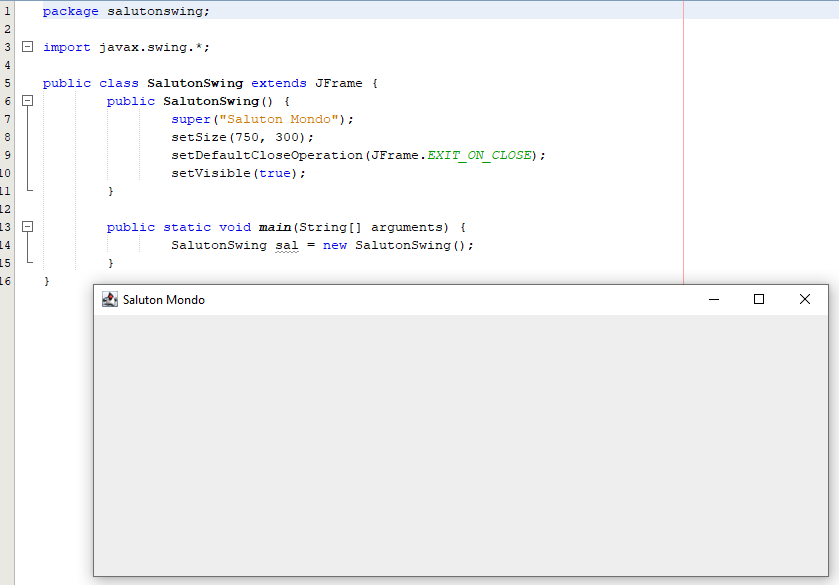 1 package salutonswing;
2
3 import javax.swing.*;
4
5 public class SalutonSwing extends JFrame {
6 public SalutonSwing() {
7 super("Saluton Mondo");
8 setSize(750, 300);
9 setDefaultCloseOperation(JFrame.EXIT_ON_CLOSE);
10 setVisible(true);
11 }
12
13 public static void main(String[] arguments) {
14 SalutonSwing sal = new SalutonSwing();
15 }
16 }
Saluton Mondo